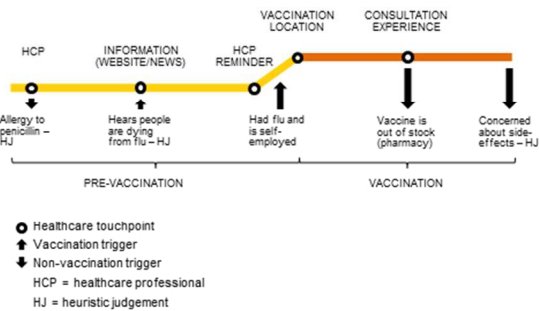 VACCINATION
LOCATION
CONSULTATION
EXPERIENCE
HCP
INFORMATION
(WEBSITE/NEWS)
HCP
REMINDER
Allergy to
penicillin –
HJ
Hears people
are dying
from flu – HJ
Had flu and
is self-
employed
Vaccine is
out of stock
(pharmacy)
Concerned
about side-
effects – HJ
PRE-VACCINATION
VACCINATION
Healthcare touchpoint
Vaccination trigger
Non-vaccination trigger
HCP = healthcare professional
HJ = heuristic judgement